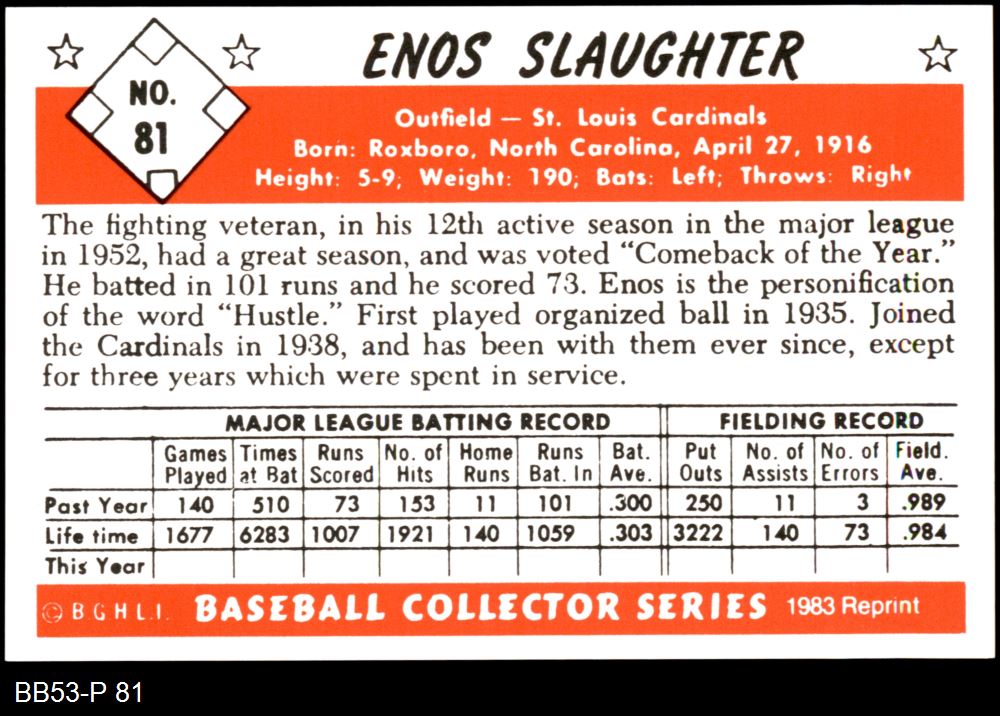 ENOS SLAUGHTER
NO.
81
Outfield — St. Louis Cardinals
Born: Roxboro, North Carolina, April 27, 1916
Height: 5-9; Weight: 190; Bats: Left; Throws: Right
The fighting veteran, in his 12th active season in the major league
in 1952, had a great season, and was voted “Comeback of the Year.”
He batted in 101 runs and he scored 73. Enos is the personification
of the word “Hustle.” First played organized ball in 1935. Joined
the Cardinals in 1938, and has been with them ever since, except
for three years which were spent in service.
MAJOR LEAGUE BATTING RECORD FIELDING RECORD
Games Times Runs No. of Home Runs Bat. Put No. of No. of Field.
Played at Bat Scored Hits Runs Bat. In Ave. Outs Assists Errors Ave.
Past Year 140 510 73 153 11 101 .300 250 11 3 .989
Life time 1677 6283 1007 1921 140 1059 .303 3222 140 73 .984
This Year
© B G H L I. BASEBALL COLLECTOR SERIES 1983 Reprint
BB53-P 81